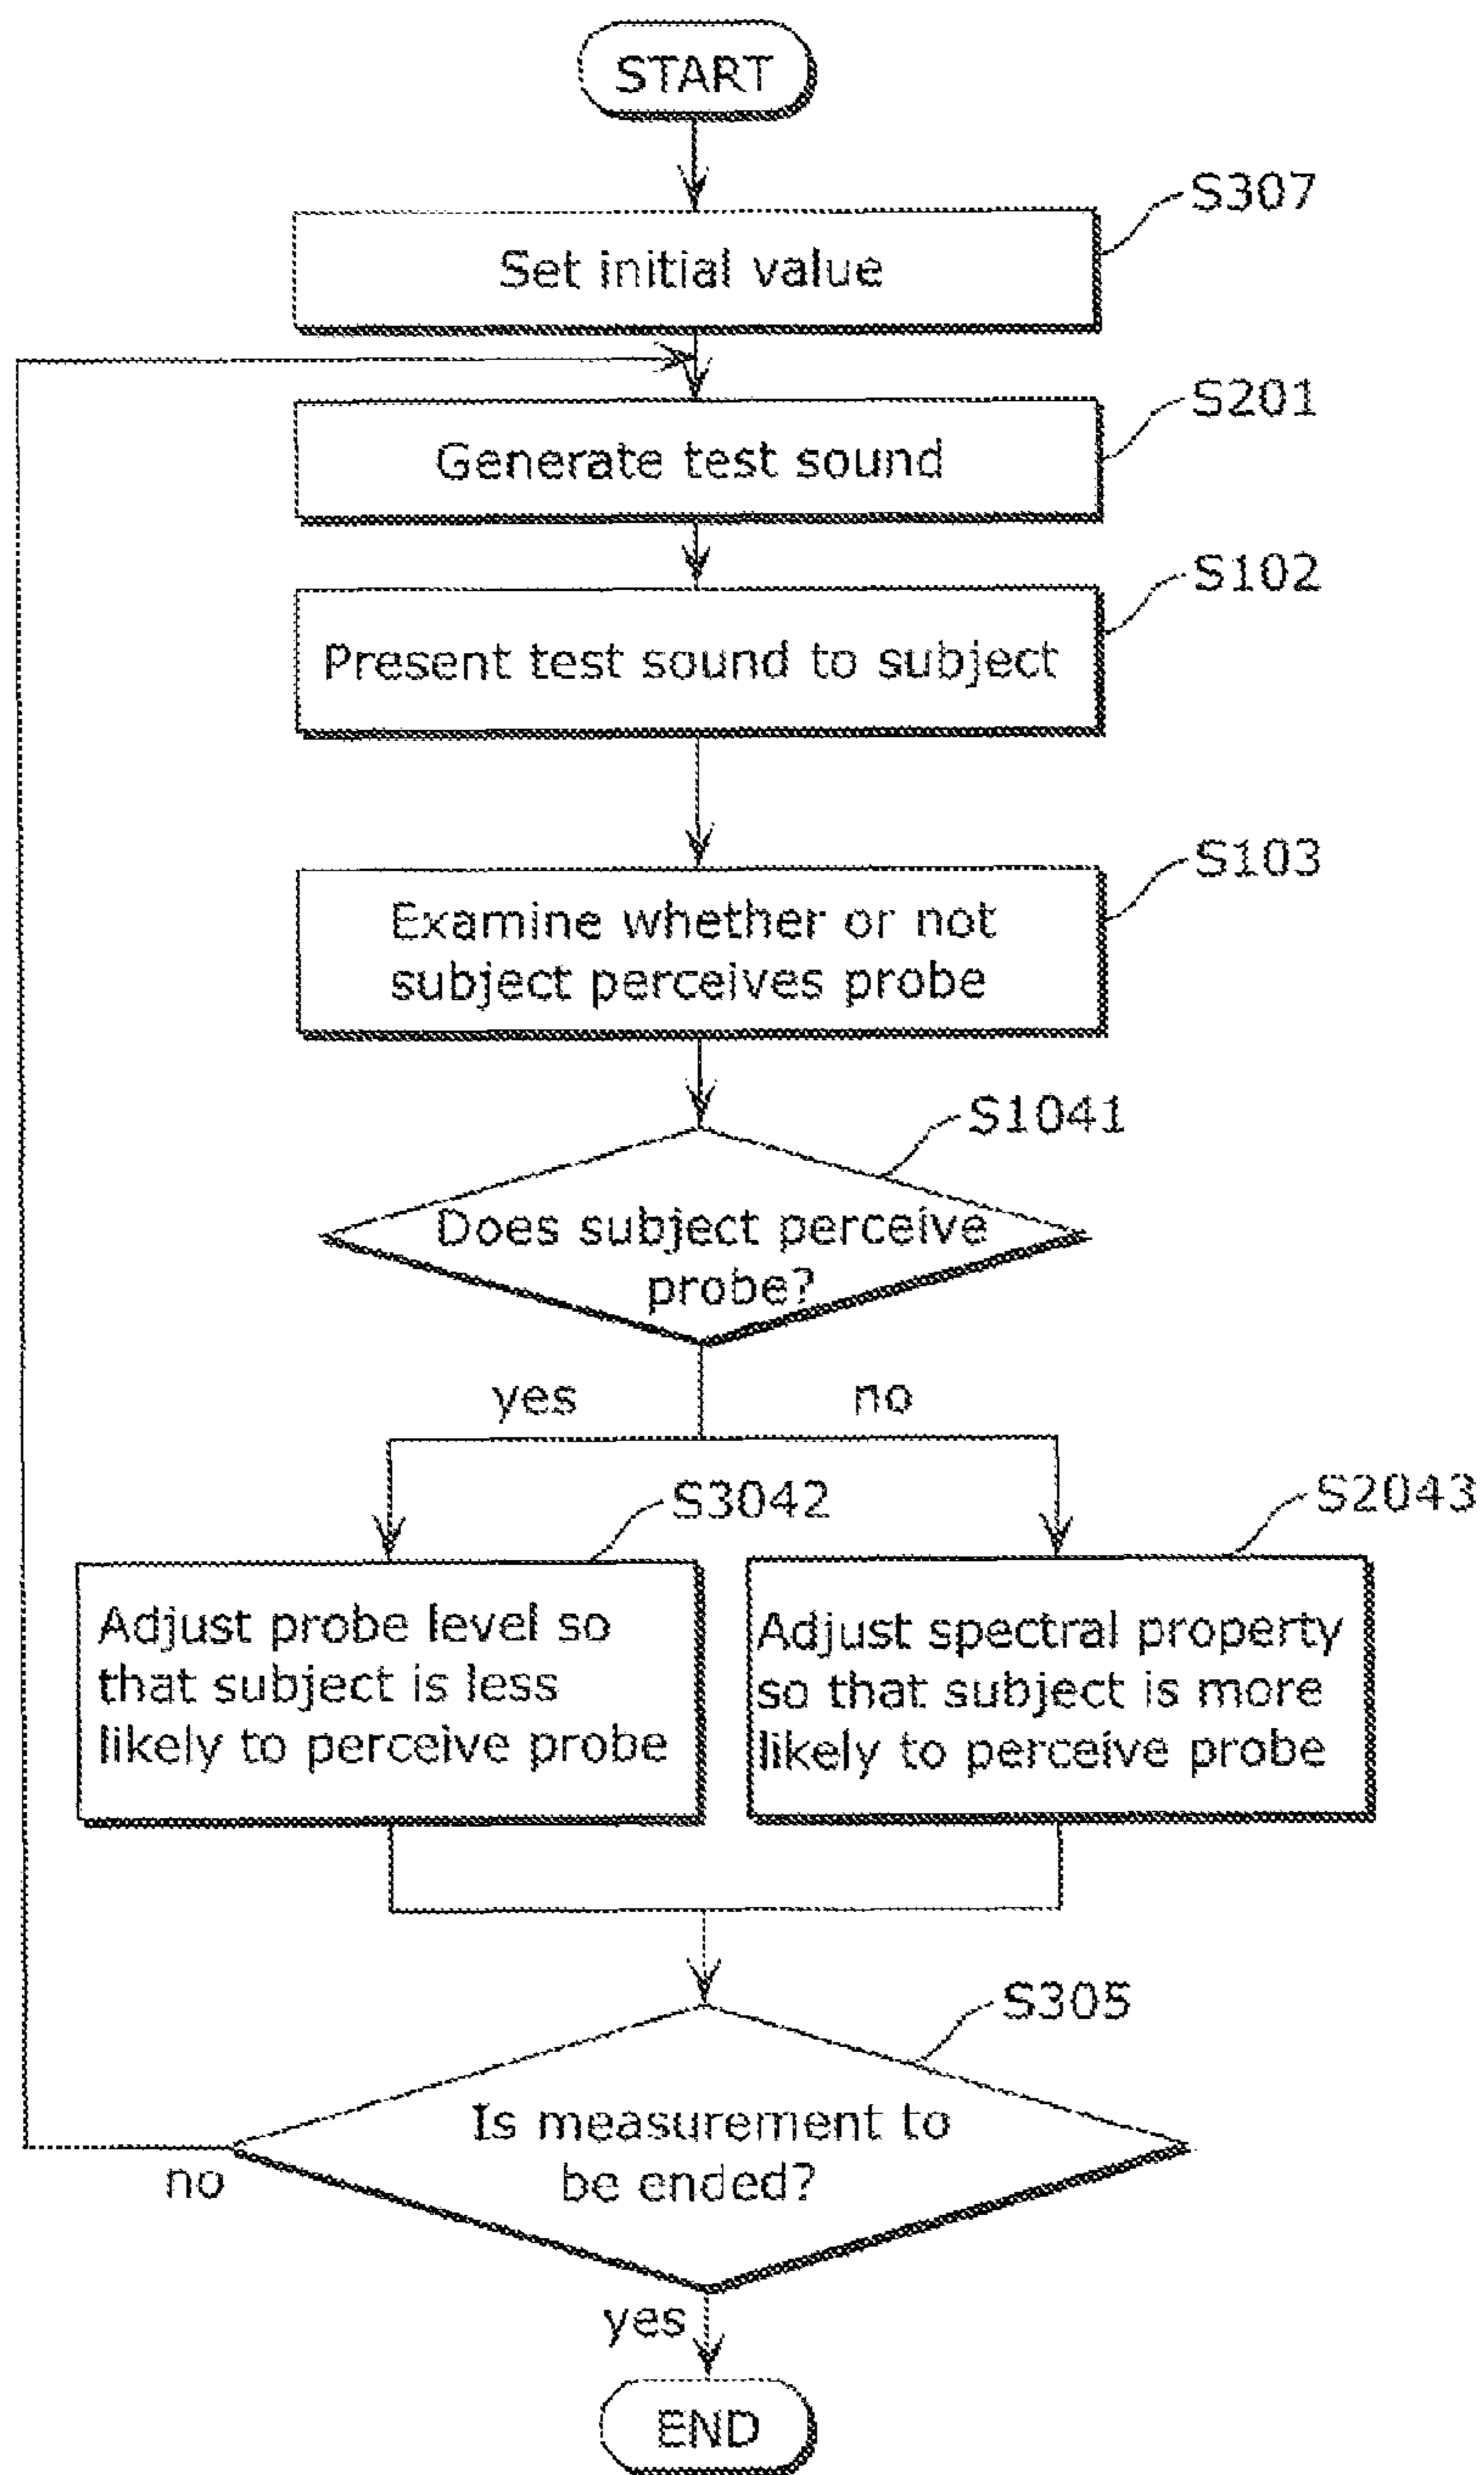 START
S307
Set initial value
S201
Generate test sound
S102
Present test sound to subject
S103
Examine whether or not
subject perceives probe
S1041
Does subject perceive
probe?
yes
no
S3042
Adjust probe level so
that subject is less
likely to perceive probe
S2043
Adjust spectral property
so that subject is more
likely to perceive probe
S305
Is measurement to
be ended?
no
yes
END